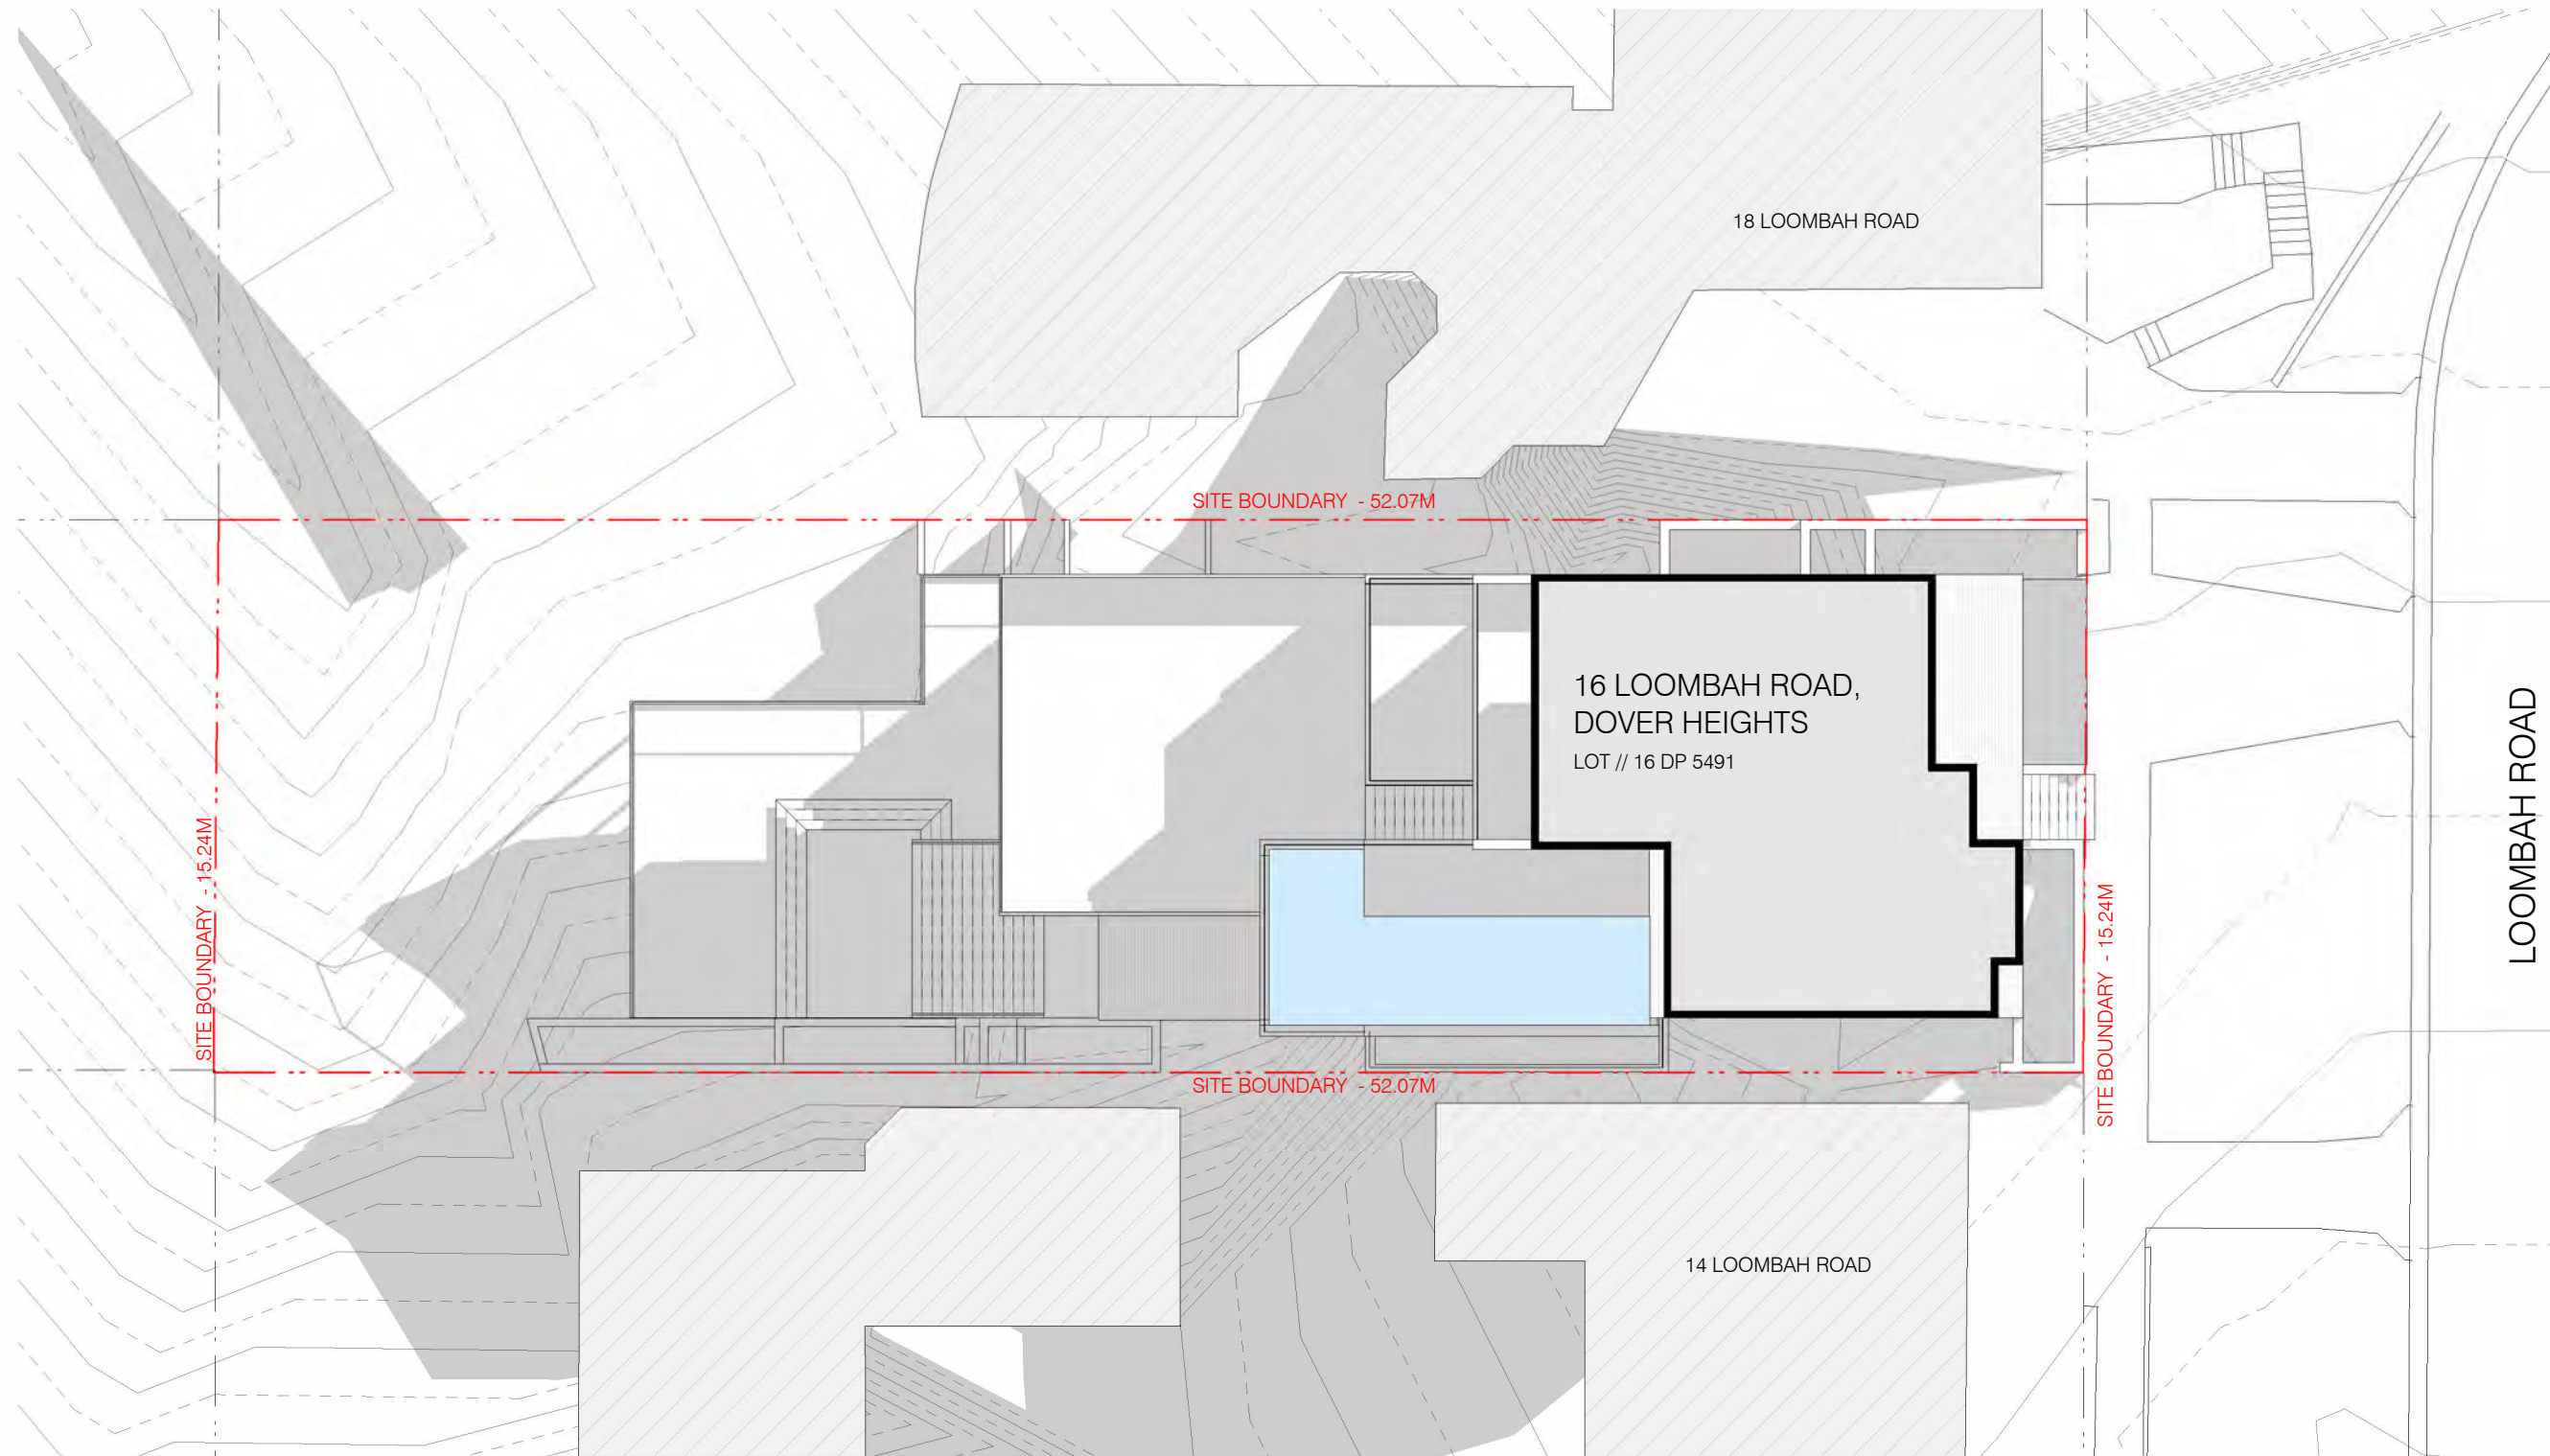 18 LOOMBAH ROAD
SITE BOUNDARY - 52.07M
16 LOOMBAH ROAD,
DOVER HEIGHTS
LOT // 16 DP 5491
LOOMBAH ROAD
SITE BOUNDARY - 15.24M
SITE BOUNDARY - 15.24M
SITE BOUNDARY - 52.07M
14 LOOMBAH ROAD